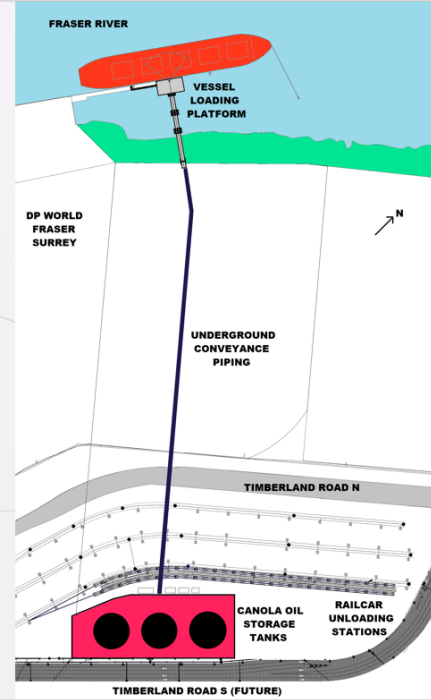 FRASER RIVER
VESSEL
LOADING
PLATFORM
N
DP WORLD
FRASER
SURREY
UNDERGROUND
CONVEYANCE
PIPING
TIMBERLAND ROAD N
CANOLA OIL
STORAGE
TANKS
RAILCAR
UNLOADING
STATIONS
TIMBERLAND ROAD S (FUTURE)